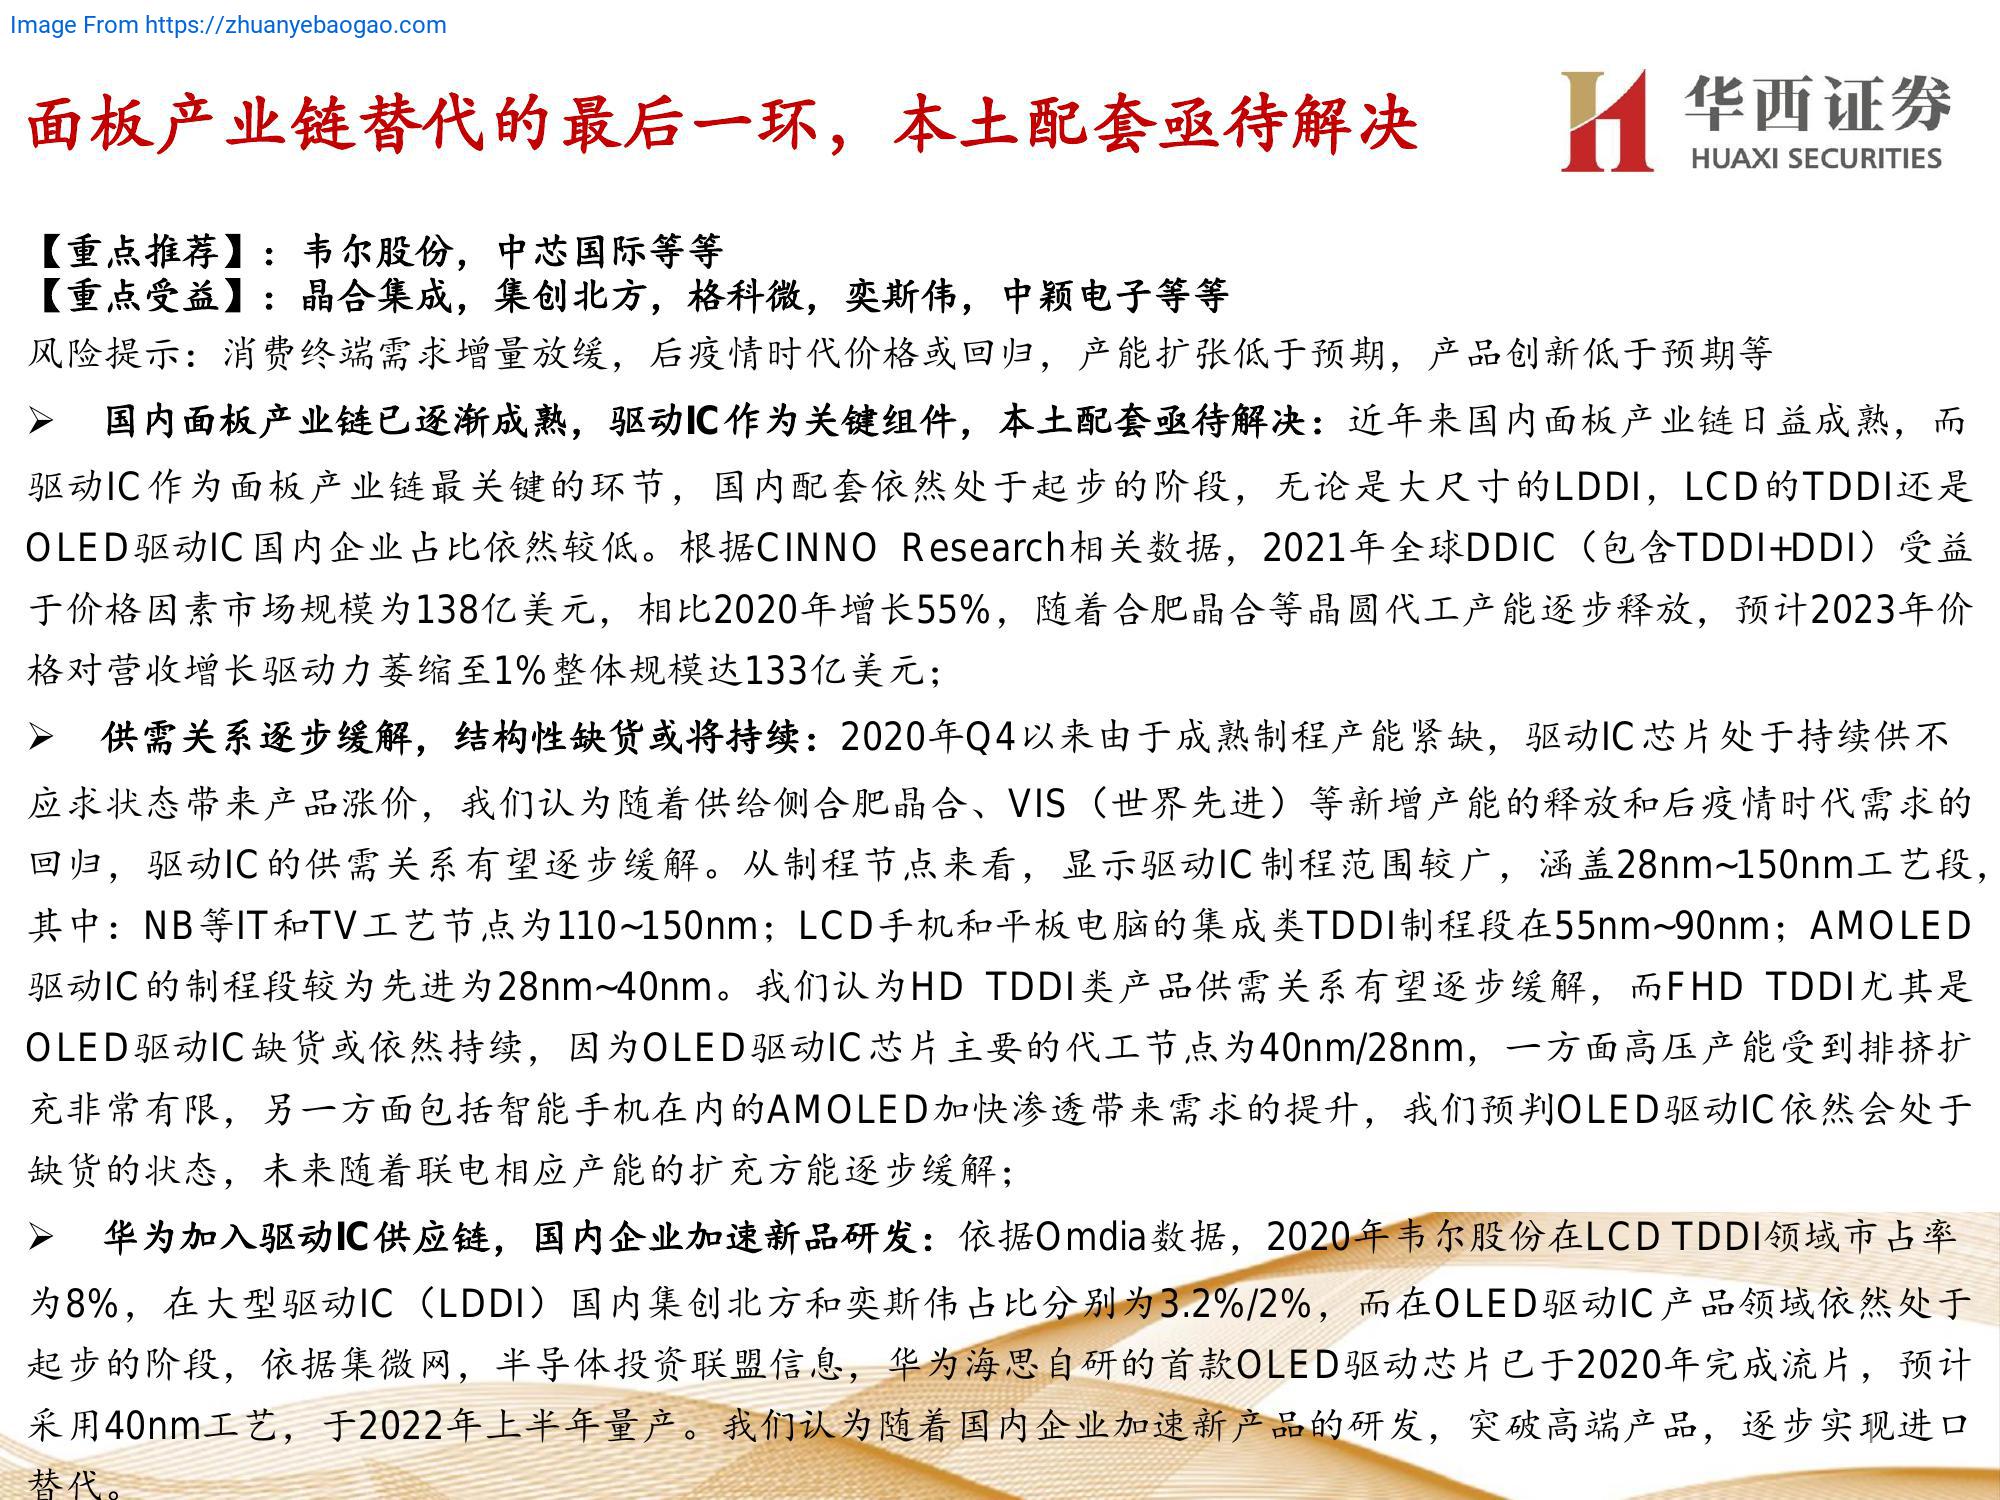 Image From https://zhuanyebaogao.com
面板产业链替代的最后一环，本土配套亟待解决
华西证券
HUAXI SECURITIES
【重点推荐】：韦尔股份，中芯国际等等
【重点受益】：晶合集成，集创北方，格科微，奕斯伟，中颖电子等等
风险提示：消费终端需求增量放缓，后疫情时代价格或回归，产能扩张低于预期，产品创新低于预期等
➢ 国内面板产业链已逐渐成熟，驱动IC作为关键组件，本土配套亟待解决：近年来国内面板产业链日益成熟，而
驱动IC作为面板产业链最关键的环节，国内配套依然处于起步的阶段，无论是大尺寸的LDDI，LCD的TDDI还是
OLED驱动IC国内企业占比依然较低。根据CINNO Research相关数据，2021年全球DDIC（包含TDDI+DDI）受益
于价格因素市场规模为138亿美元，相比2020年增长55%，随着合肥晶合等晶圆代工产能逐步释放，预计2023年价
格对营收增长驱动力萎缩至1%整体规模达133亿美元；
➢ 供需关系逐步缓解，结构性缺货或将持续：2020年Q4以来由于成熟制程产能紧缺，驱动IC芯片处于持续供不
应求状态带来产品涨价，我们认为随着供给侧合肥晶合、VIS（世界先进）等新增产能的释放和后疫情时代需求的
回归，驱动IC的供需关系有望逐步缓解。从制程节点来看，显示驱动IC制程范围较广，涵盖28nm~150nm工艺段，
其中：NB等IT和TV工艺节点为110~150nm；LCD手机和平板电脑的集成类TDDI制程段在55nm~90nm；AMOLED
驱动IC的制程段较为先进为28nm~40nm。我们认为HD TDDI类产品供需关系有望逐步缓解，而FHD TDDI尤其是
OLED驱动IC缺货或依然持续，因为OLED驱动IC芯片主要的代工节点为40nm/28nm，一方面高压产能受到排挤扩
充非常有限，另一方面包括智能手机在内的AMOLED加快渗透带来需求的提升，我们预判OLED驱动IC依然会处于
缺货的状态，未来随着联电相应产能的扩充方能逐步缓解；
➢ 华为加入驱动IC供应链，国内企业加速新品研发：依据Omdia数据，2020年韦尔股份在LCD TDDI领域市占率
为8%，在大型驱动IC（LDDI）国内集创北方和奕斯伟占比分别为3.2%/2%，而在OLED驱动IC产品领域依然处于
起步的阶段，依据集微网，半导体投资联盟信息，华为海思自研的首款OLED驱动芯片已于2020年完成流片，预计
采用40nm工艺，于2022年上半年量产。我们认为随着国内企业加速新产品的研发，突破高端产品，逐步实现进口
替代。